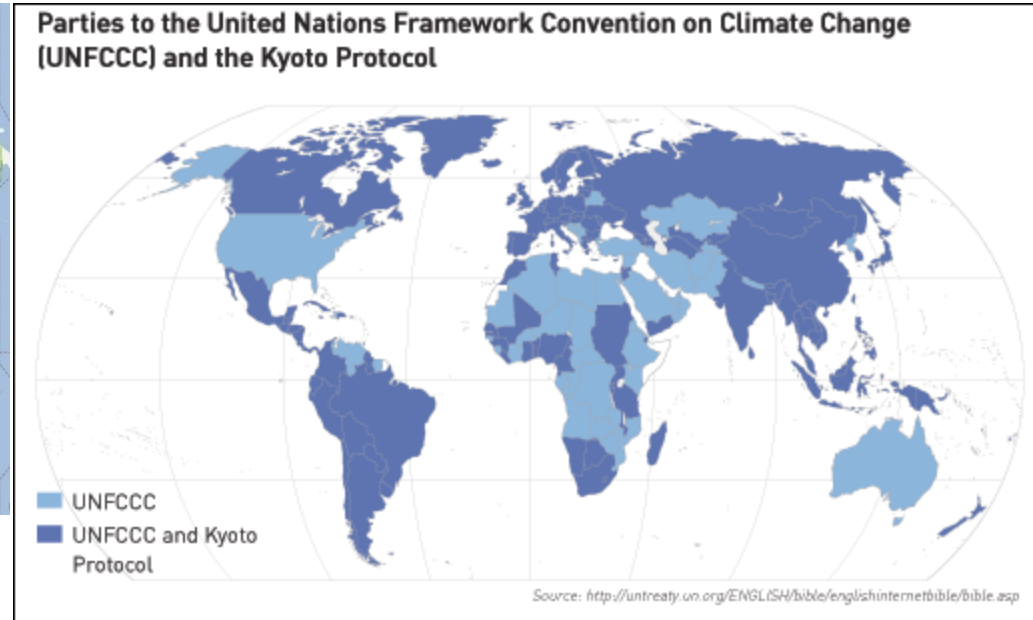 Parties to the United Nations Framework Convention on Climate Change
(UNFCCC) and the Kyoto Protocol
UNFCCC
UNFCCC and Kyoto
Protocol
Source: http://untreaty.un.org/ENGLISH/bible/englishinternetbible/bible.asp